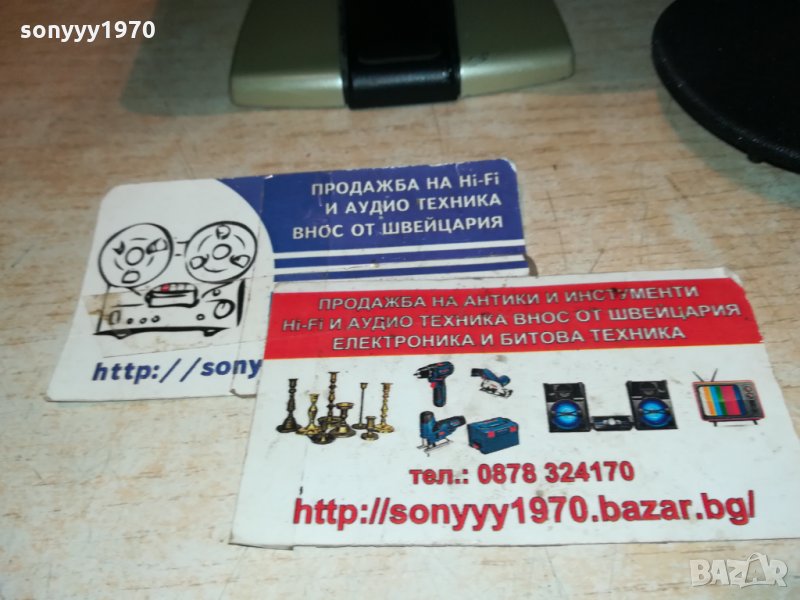 sonyyy1970
ПРОДАЖБА НА Hi-Fi
И АУДИО ТЕХНИКА
ВНОС ОТ ШВЕЙЦАРИЯ
http://sony
ПРОДАЖБА НА АНТИКИ И ИНСТУМЕНТИ
Hi-Fi И АУДИО ТЕХНИКА ВНОС ОТ ШВЕЙЦАРИЯ
ЕЛЕКТРОНИКА И БИТОВА ТЕХНИКА
тел.: 0878 324170
http://sonyyy1970.bazar.bg/
BAZAR